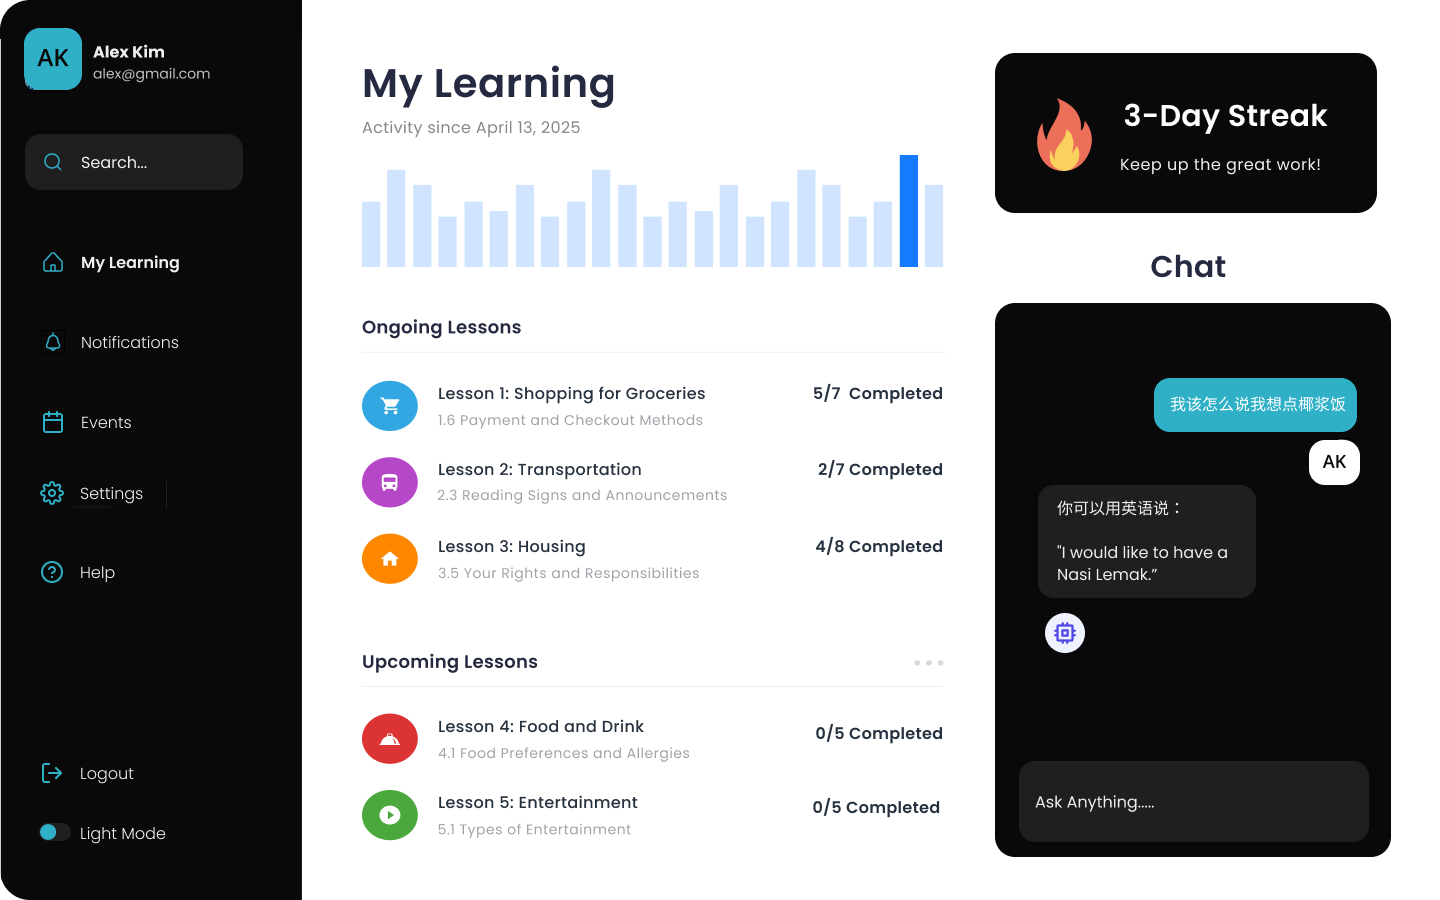 AK
Alex Kim
alex@gmail.com
Search...
My Learning
Notifications
Events
Settings
Help
Logout
Light Mode
My Learning
Activity since April 13, 2025
Ongoing Lessons
Lesson 1: Shopping for Groceries
5/7 Completed
1.6 Payment and Checkout Methods
Lesson 2: Transportation
2/7 Completed
2.3 Reading Signs and Announcements
Lesson 3: Housing
4/8 Completed
3.5 Your Rights and Responsibilities
Upcoming Lessons
Lesson 4: Food and Drink
0/5 Completed
4.1 Food Preferences and Allergies
Lesson 5: Entertainment
0/5 Completed
5.1 Types of Entertainment
3-Day Streak
Keep up the great work!
Chat
我该怎么说我想点椰浆饭
AK
你可以用英语说：
"I would like to have a
Nasi Lemak.”
Ask Anything.....